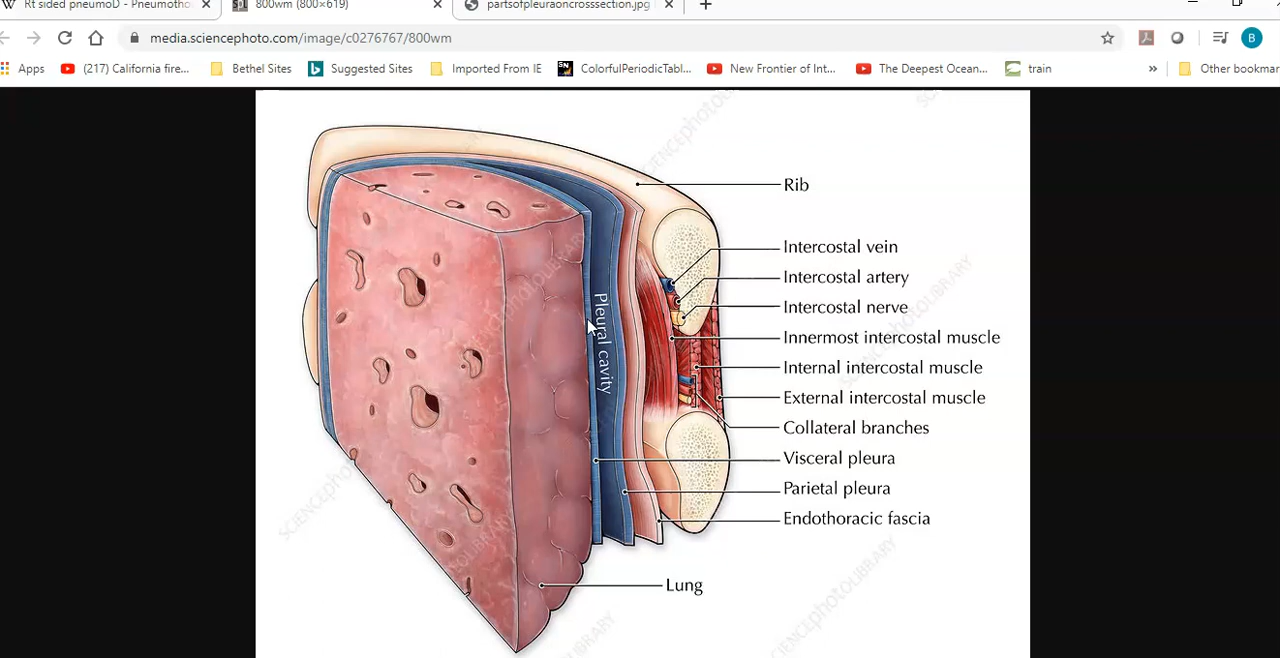 W Rt sided pneumoD - Pneumotho
800wm (800×619)
partsofpleuraoncrosssection.jpg
media.sciencephoto.com/image/c0276767/800wm
B
Apps
(217) California fire...
Bethel Sites
Suggested Sites
Imported From IE
SN
ColorfulPeriodicTabl...
New Frontier of Int...
The Deepest Ocean...
train
»
Other bookmar
SCIENCEphotoLIBRARY
Rib
Intercostal vein
Intercostal artery
Intercostal nerve
Innermost intercostal muscle
Internal intercostal muscle
External intercostal muscle
Collateral branches
Visceral pleura
Parietal pleura
Endothoracic fascia
Lung
Pleural cavity